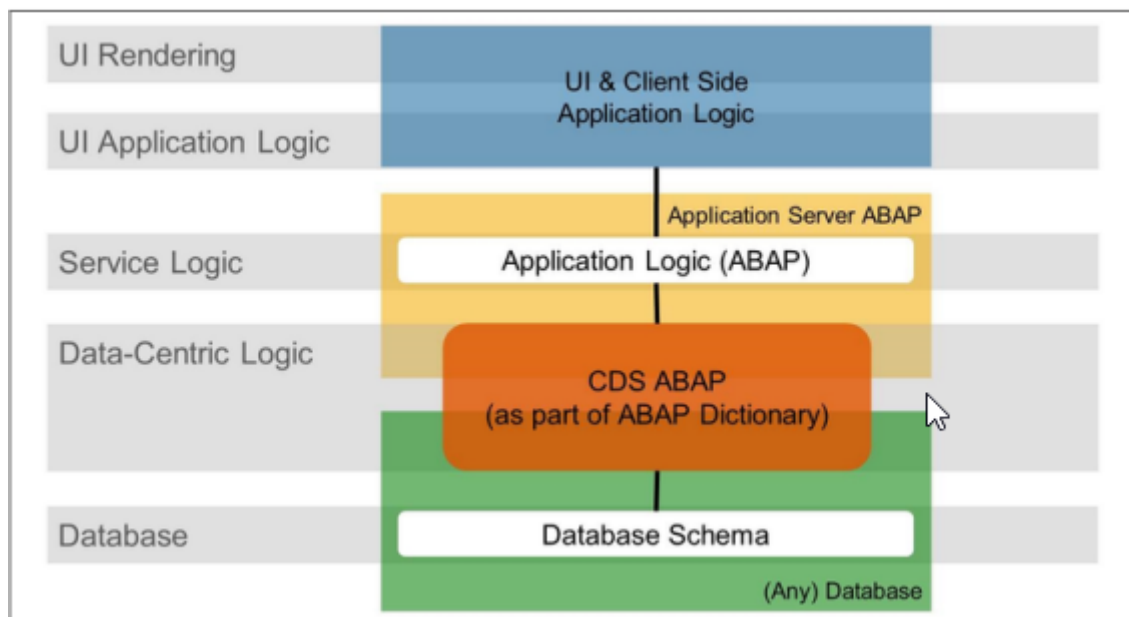 UI Rendering
UI & Client Side
Application Logic
UI Application Logic
Application Server ABAP
Service Logic
Application Logic (ABAP)
Data-Centric Logic
CDS ABAP
(as part of ABAP Dictionary)
Database
Database Schema
(Any) Database